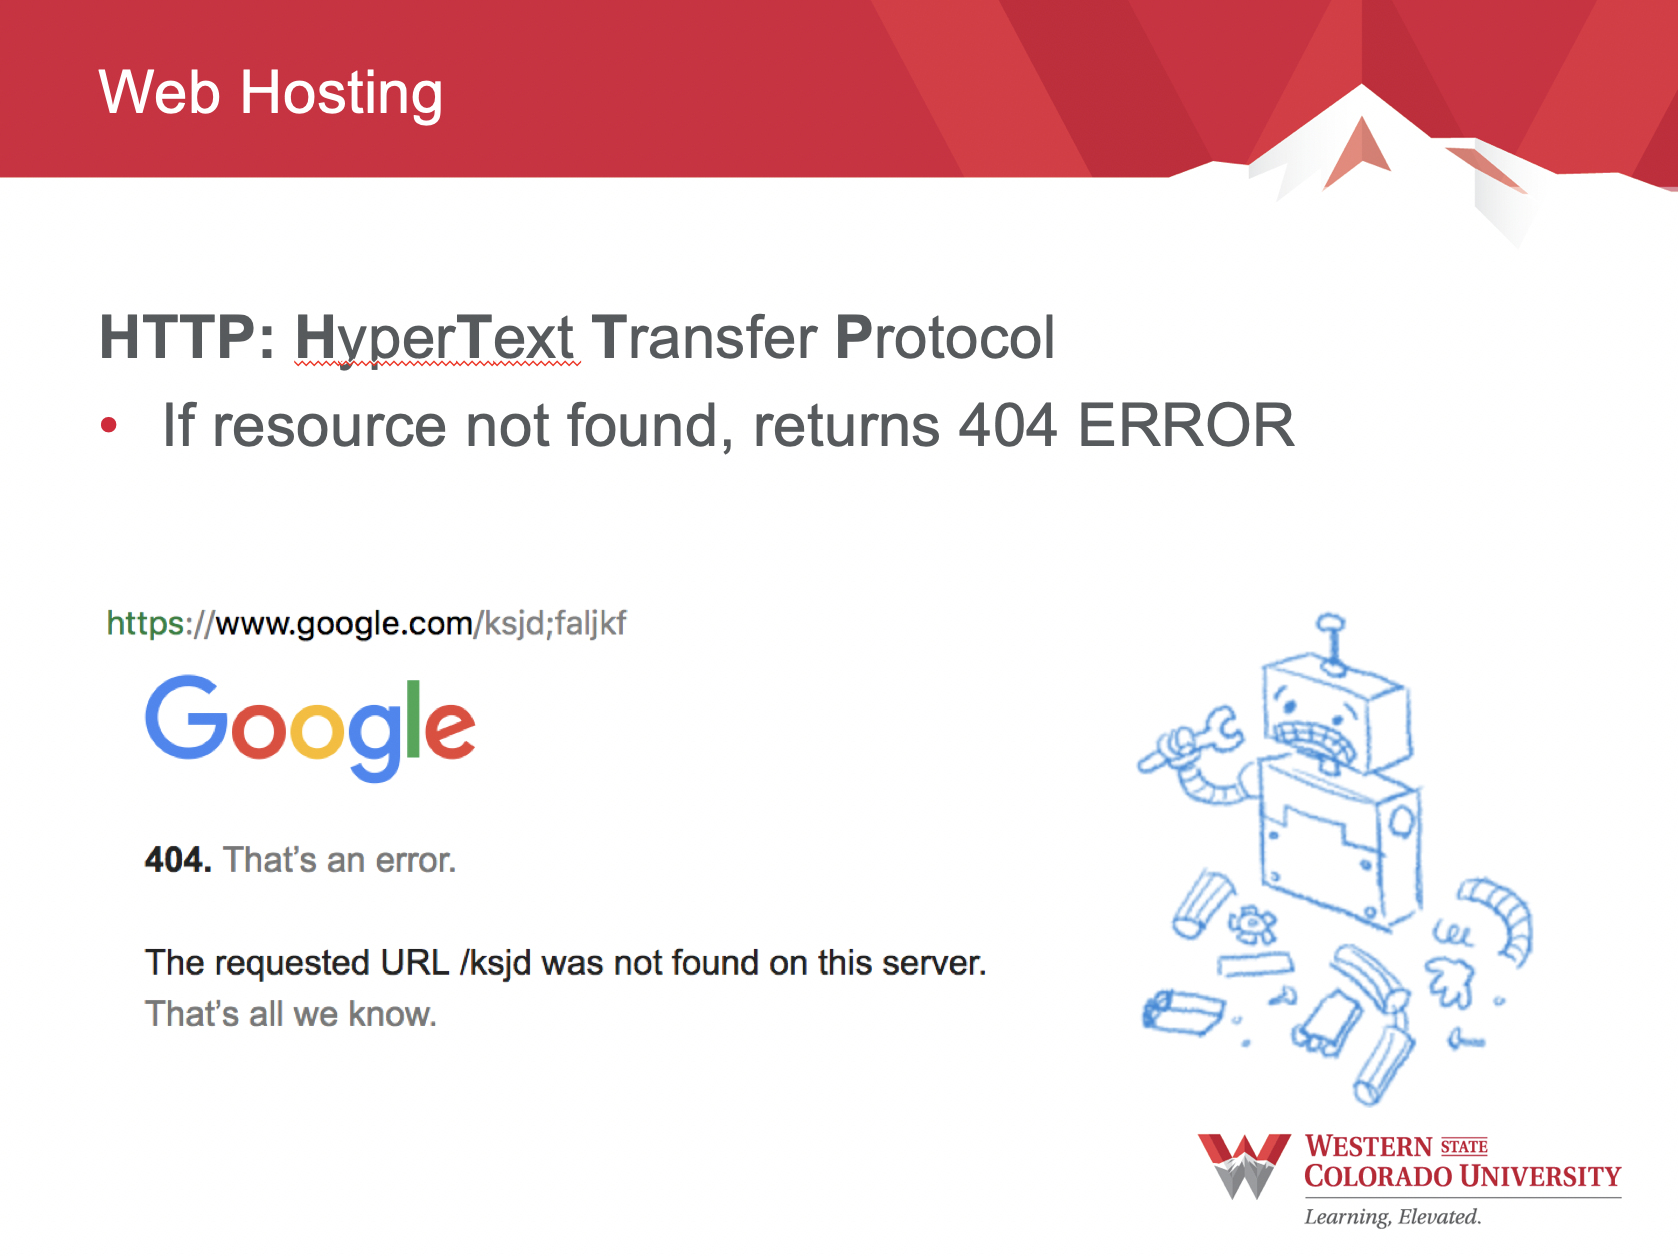 Web Hosting
HTTP: HyperText Transfer Protocol
• If resource not found, returns 404 ERROR
https://www.google.com/ksjd;faljkf
Google
404. That’s an error.
The requested URL /ksjd was not found on this server.
That’s all we know.
WESTERN STATE
COLORADO UNIVERSITY
Learning, Elevated.